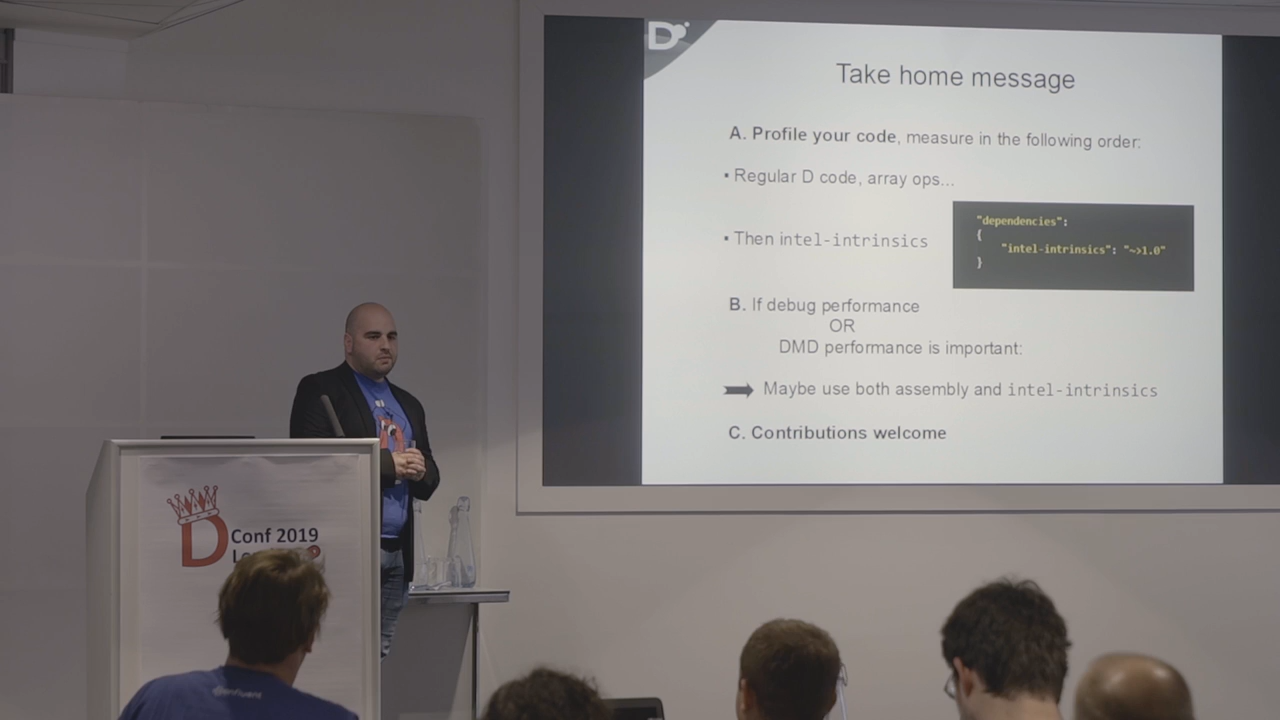 D
Take home message
A. Profile your code, measure in the following order:
▪ Regular D code, array ops...
▪ Then intel-intrinsics
"dependencies":
{
"intel-intrinsics": "~>1.0"
}
B. If debug performance
OR
DMD performance is important:
Maybe use both assembly and intel-intrinsics
C. Contributions welcome
D Conf 2019